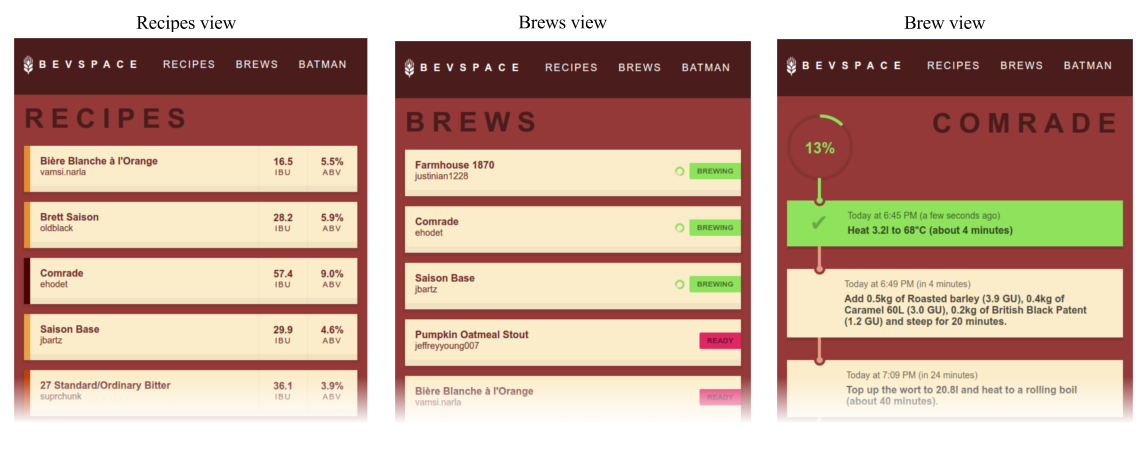 Recipes view
BEVSPACE RECIPES BREWS BATMAN
RECIPES
Bière Blanche à l'Orange 16.5 5.5%
vamsi.narla IBU ABV
Brett Saison 28.2 5.9%
oldblack IBU ABV
Comrade 57.4 9.0%
ehodet IBU ABV
Saison Base 29.9 4.6%
jbartz IBU ABV
27 Standard/Ordinary Bitter 36.1 3.9%
suprchunk IBU ABV
Brews view
BEVSPACE RECIPES BREWS BATMAN
BREWS
Farmhouse 1870
justinian1228
BREWING
Comrade
ehodet
BREWING
Saison Base
jbartz
BREWING
Pumpkin Oatmeal Stout
jeffreyyoung007
READY
Bière Blanche à l'Orange
vamsi.narla
READY
Brew view
BEVSPACE RECIPES BREWS BATMAN
COMRADE
13%
Today at 6:45 PM (a few seconds ago)
Heat 3.2l to 68°C (about 4 minutes)
Today at 6:49 PM (in 4 minutes)
Add 0.5kg of Roasted barley (3.9 GU), 0.4kg of
Caramel 60L (3.0 GU), 0.2kg of British Black Patent
(1.2 GU) and steep for 20 minutes.
Today at 7:09 PM (in 24 minutes)
Top up the wort to 20.8l and heat to a rolling boil
(about 40 minutes).